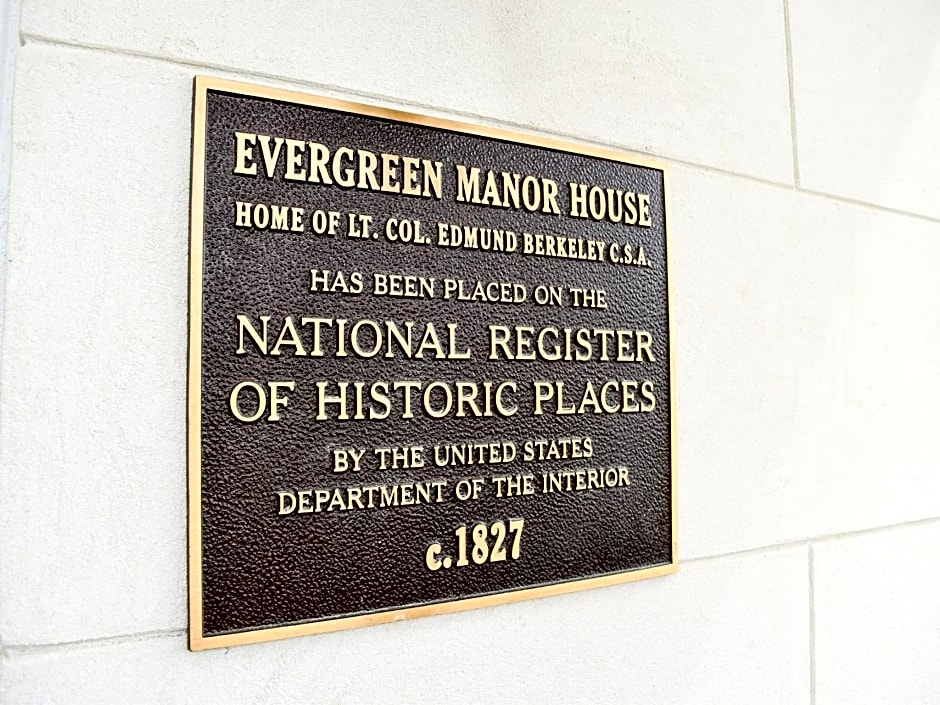 EVERGREEN MANOR HOUSE
HOME OF LT. COL. EDMUND BERKELEY C.S.A.
HAS BEEN PLACED ON THE
NATIONAL REGISTER
OF HISTORIC PLACES
BY THE UNITED STATES
DEPARTMENT OF THE INTERIOR
c.1827